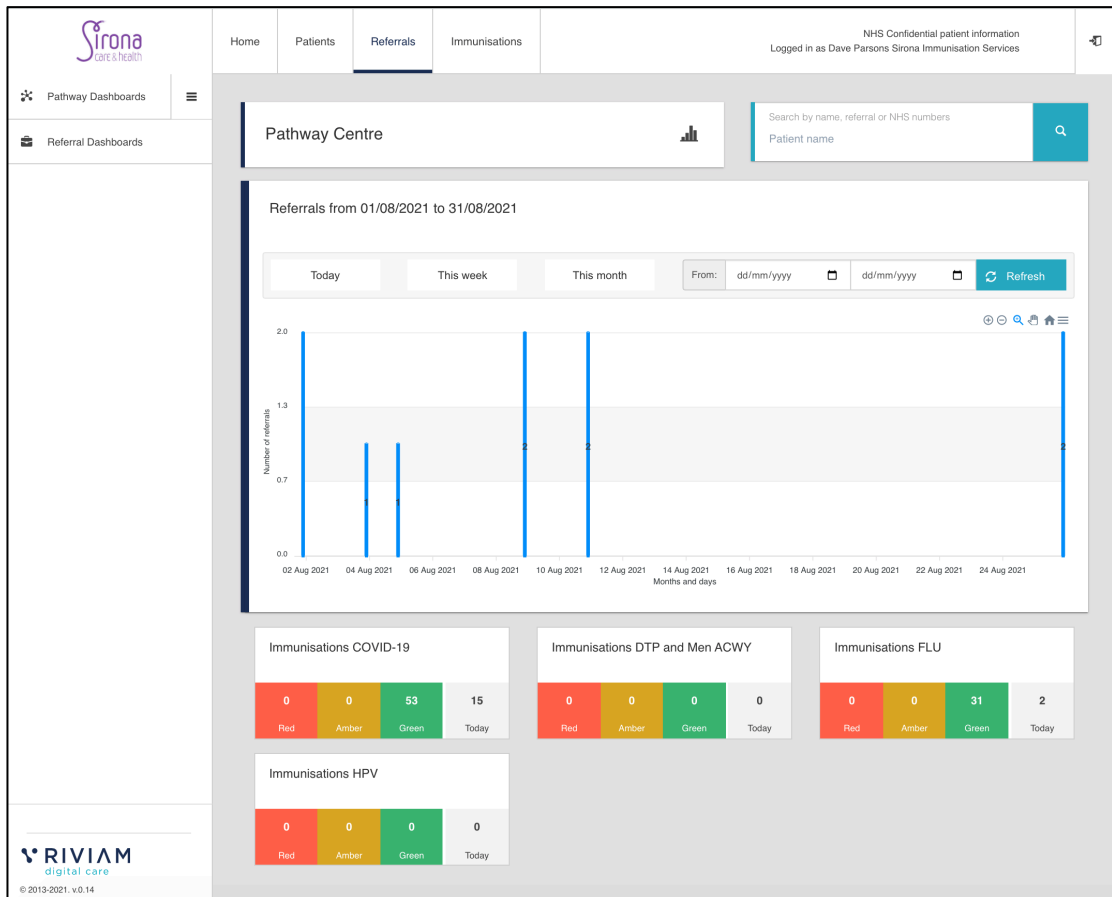 Sirona
care & health
Home
Patients
Referrals
Immunisations
NHS Confidential patient information
Logged in as Dave Parsons Sirona Immunisation Services
Pathway Dashboards
Referral Dashboards
Pathway Centre
Search by name, referral or NHS numbers
Patient name
Referrals from 01/08/2021 to 31/08/2021
Today
This week
This month
From:
dd/mm/yyyy
dd/mm/yyyy
Refresh
Number of referrals
2.0
1.3
0.7
0.0
2
2
2
1
1
02 Aug 2021
04 Aug 2021
06 Aug 2021
08 Aug 2021
10 Aug 2021
12 Aug 2021
14 Aug 2021
16 Aug 2021
18 Aug 2021
20 Aug 2021
22 Aug 2021
24 Aug 2021
Months and days
Immunisations COVID-19
0 0 53 15
Red Amber Green Today
Immunisations DTP and Men ACWY
0 0 0 0
Red Amber Green Today
Immunisations FLU
0 0 31 2
Red Amber Green Today
Immunisations HPV
0 0 0 0
Red Amber Green Today
RIVIAM
digital care
© 2013-2021. v.0.14